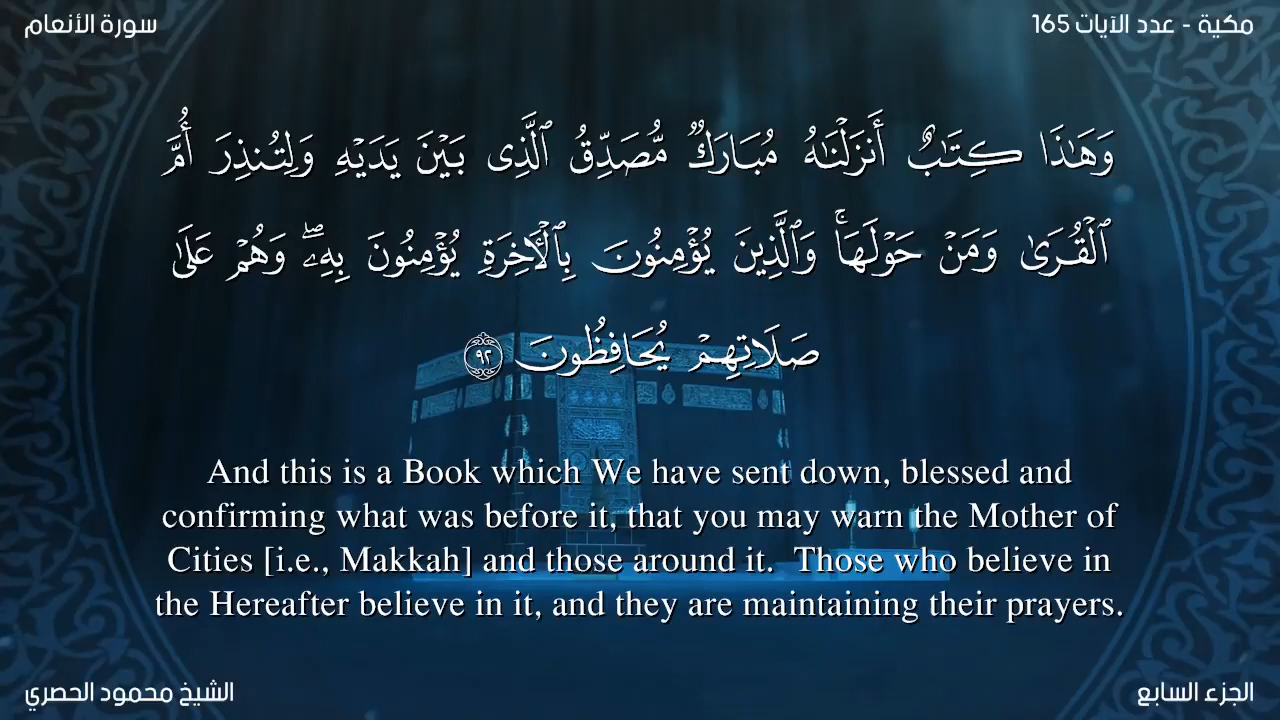 مكية - عدد الآيات 165
سورة الأنعام
وَهَـٰذَا كِتَـٰبٌ أَنزَلْنَـٰهُ مُبَارَكٌ مُّصَدِّقُ ٱلَّذِى بَيْنَ يَدَيْهِ وَلِتُنذِرَ أُمَّ
ٱلْقُرَىٰ وَمَنْ حَوْلَهَا ۚ وَٱلَّذِينَ يُؤْمِنُونَ بِٱلْـَٔاخِرَةِ يُؤْمِنُونَ بِهِۦ ۖ وَهُمْ عَلَىٰ
صَلَاتِهِمْ يُحَافِظُونَ ٩٢
And this is a Book which We have sent down, blessed and
confirming what was before it, that you may warn the Mother of
Cities [i.e., Makkah] and those around it.  Those who believe in
the Hereafter believe in it, and they are maintaining their prayers.
الجزء السابع
الشيخ محمود الحصري